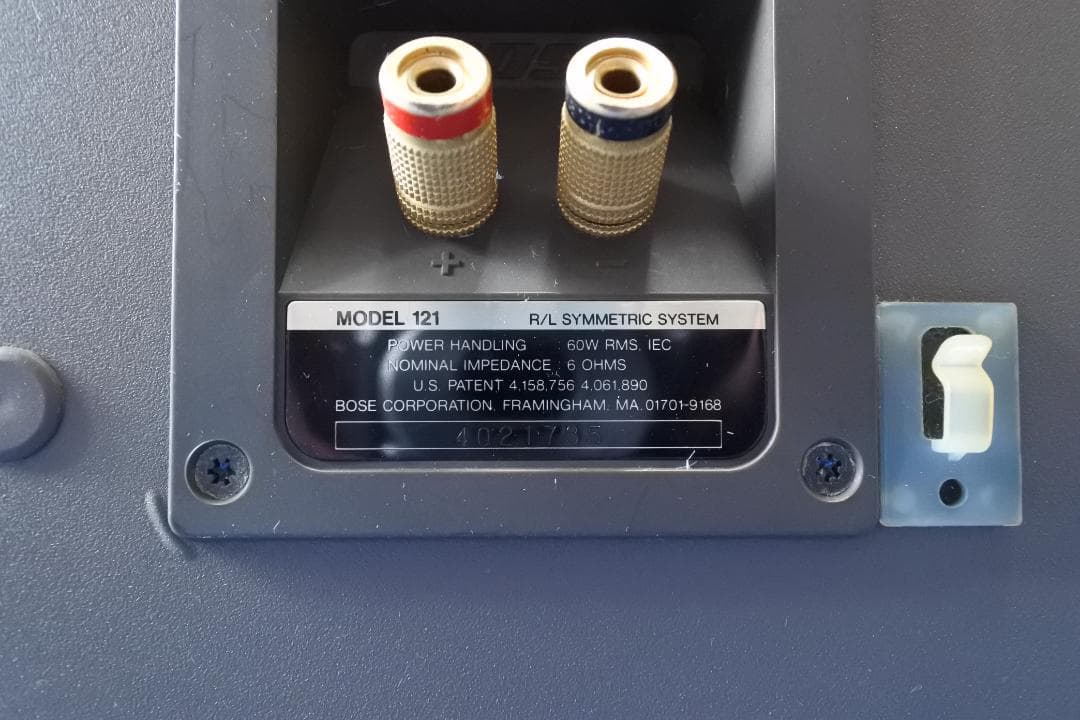 + −
MODEL 121 R/L SYMMETRIC SYSTEM
POWER HANDLING : 60W RMS, IEC
NOMINAL IMPEDANCE : 6 OHMS
U.S. PATENT 4.158.756 4.061.890
BOSE CORPORATION, FRAMINGHAM. MA. 01701-9168
4021735